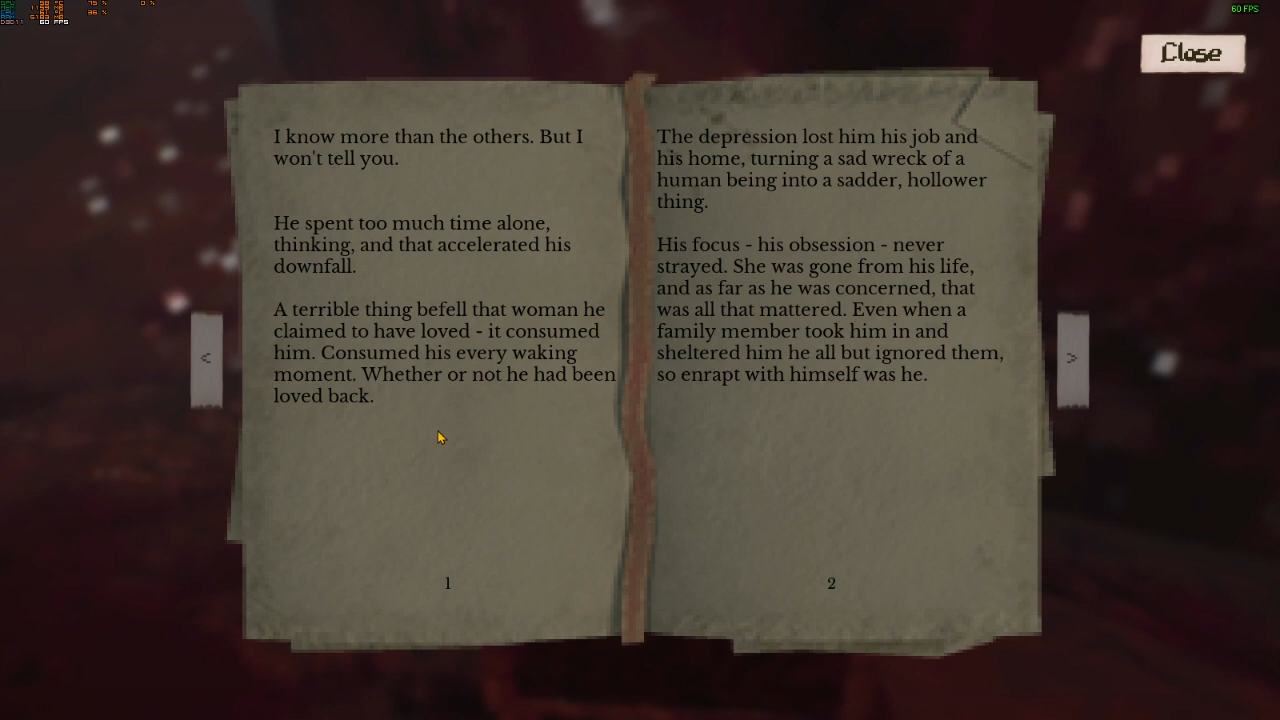 60 FPS
60 FPS
Close
I know more than the others. But I
won't tell you.
He spent too much time alone,
thinking, and that accelerated his
downfall.
A terrible thing befell that woman he
claimed to have loved - it consumed
him. Consumed his every waking
moment. Whether or not he had been
loved back.
1
The depression lost him his job and
his home, turning a sad wreck of a
human being into a sadder, hollower
thing.
His focus - his obsession - never
strayed. She was gone from his life,
and as far as he was concerned, that
was all that mattered. Even when a
family member took him in and
sheltered him he all but ignored them,
so enrapt with himself was he.
2
<
>